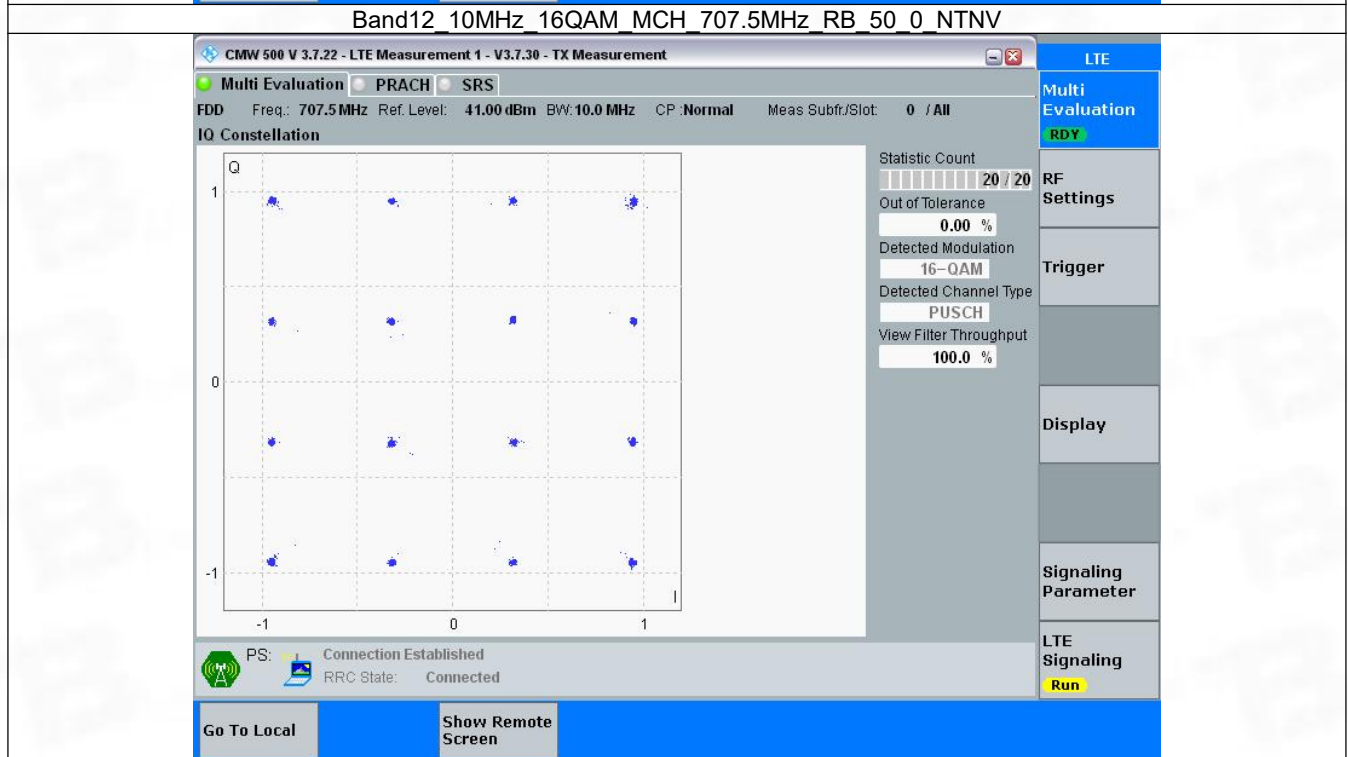 Band12_10MHz_16QAM_MCH_707.5MHz_RB_50_0_NTNV
CMW 500 V 3.7.22 - LTE Measurement 1 - V3.7.30 - TX Measurement
LTE
Multi Evaluation PRACH SRS
Multi
Evaluation
RDY
FDD Freq.: 707.5 MHz Ref. Level: 41.00 dBm BW: 10.0 MHz CP :Normal Meas Subfr./Slot: 0 / All
IQ Constellation
Q
1
0
-1
I
-1 0 1
Statistic Count
20 / 20
Out of Tolerance
0.00 %
Detected Modulation
16-QAM
Detected Channel Type
PUSCH
View Filter Throughput
100.0 %
RF
Settings
Trigger
Display
Signaling
Parameter
LTE
Signaling
Run
PS: Connection Established
RRC State: Connected
Go To Local
Show Remote
Screen